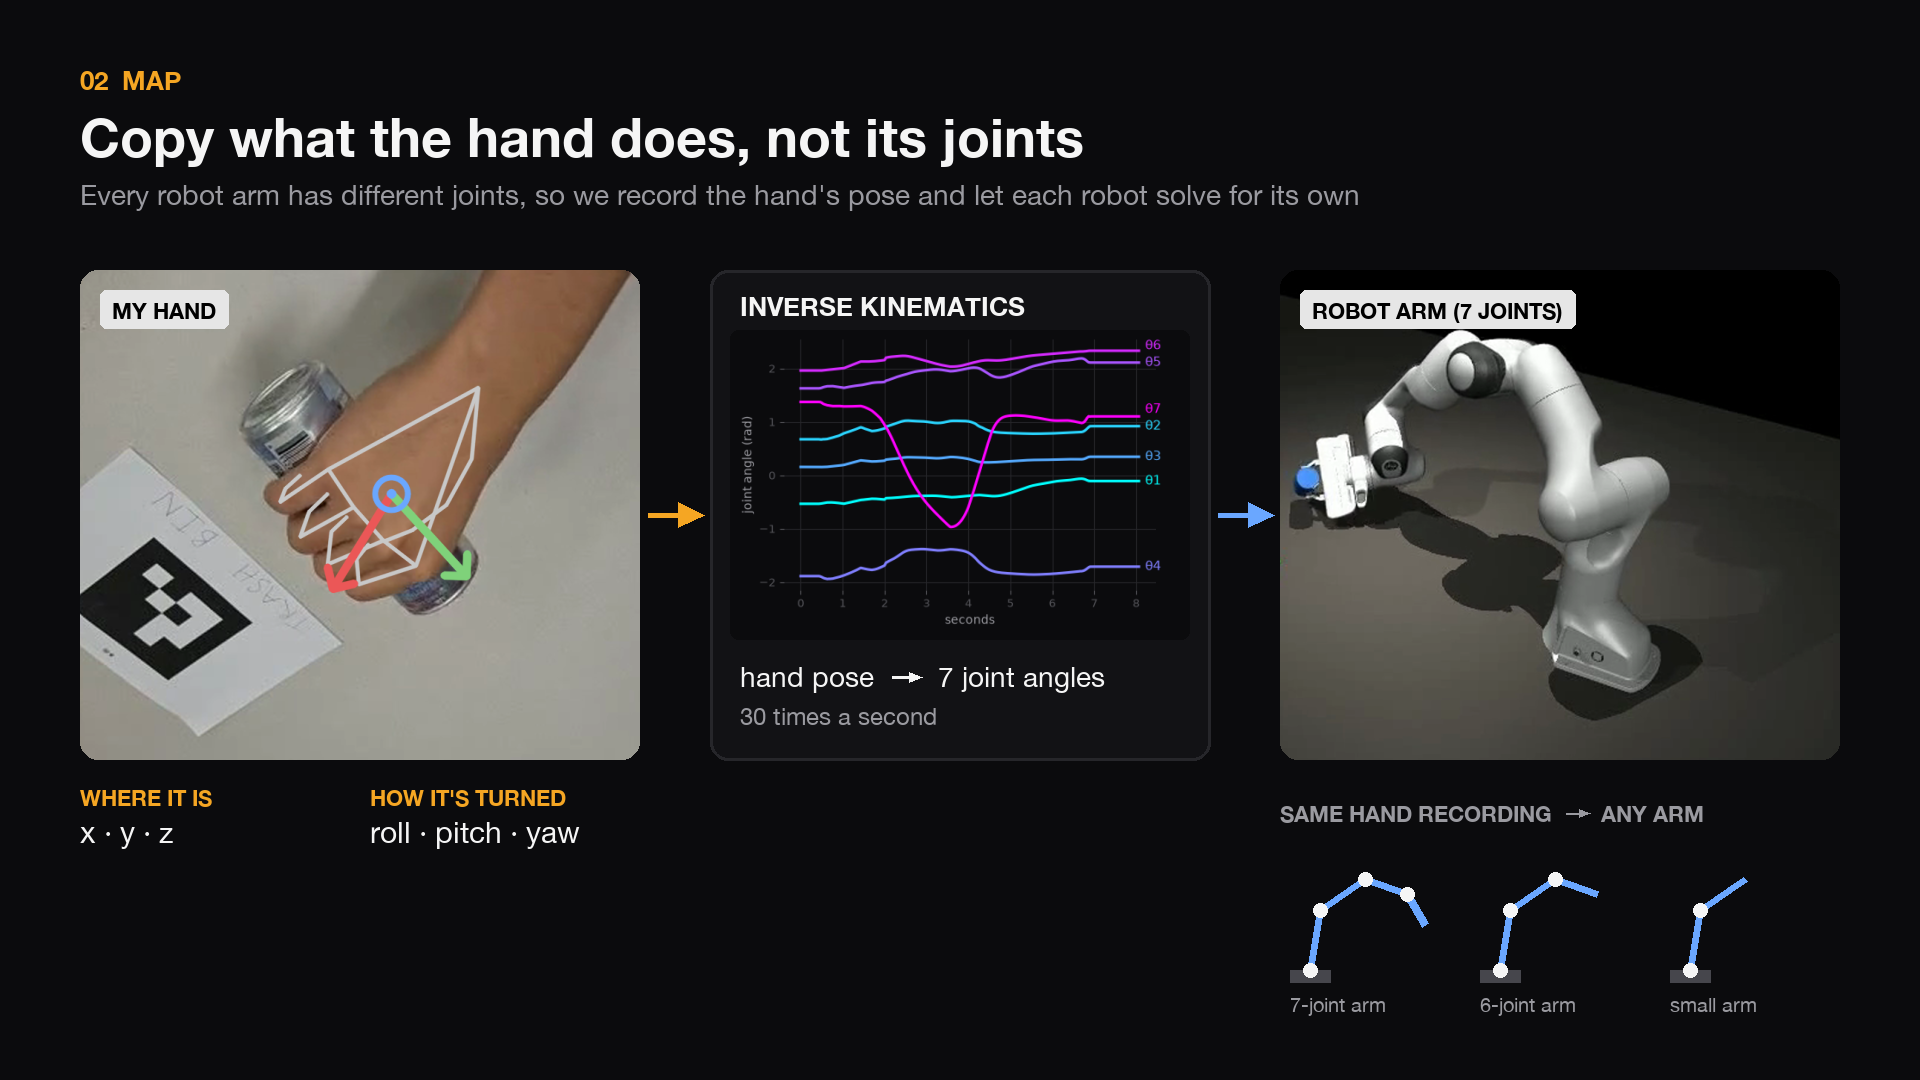 02 MAP
Copy what the hand does, not its joints
Every robot arm has different joints, so we record the hand's pose and let each robot solve for its own
MY HAND
BIN
TRASH
INVERSE KINEMATICS
joint angle (rad)
2
1
0
−1
−2
θ6
θ5
θ7
θ2
θ3
θ1
θ4
0 1 2 3 4 5 6 7 8
seconds
hand pose → 7 joint angles
30 times a second
ROBOT ARM (7 JOINTS)
WHERE IT IS
x · y · z
HOW IT'S TURNED
roll · pitch · yaw
SAME HAND RECORDING → ANY ARM
7-joint arm
6-joint arm
small arm